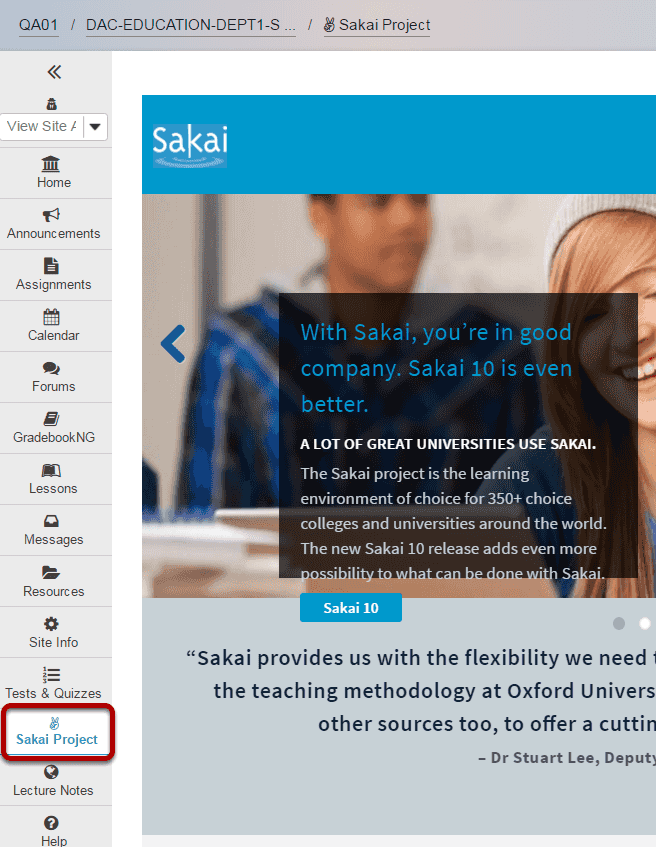 QA01 / DAC-EDUCATION-DEPT1-S ... / Sakai Project
View Site A
Home
Announcements
Assignments
Calendar
Forums
GradebookNG
Lessons
Messages
Resources
Site Info
Tests & Quizzes
Sakai Project
Lecture Notes
Help
Sakai
With Sakai, you’re in good
company. Sakai 10 is even
better.
A LOT OF GREAT UNIVERSITIES USE SAKAI.
The Sakai project is the learning
environment of choice for 350+ choice
colleges and universities around the world.
The new Sakai 10 release adds even more
possibility to what can be done with Sakai.
Sakai 10
“Sakai provides us with the flexibility we need t
the teaching methodology at Oxford Univers
other sources too, to offer a cuttin
– Dr Stuart Lee, Deputy